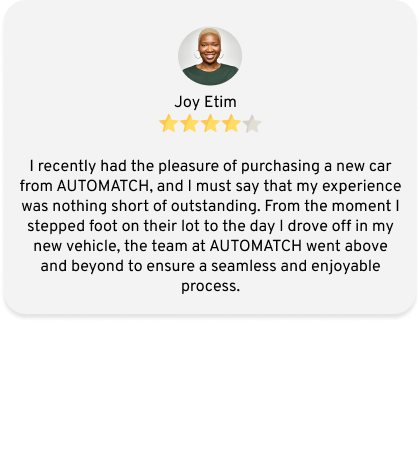 Joy Etim
I recently had the pleasure of purchasing a new car
from AUTOMATCH, and I must say that my experience
was nothing short of outstanding. From the moment I
stepped foot on their lot to the day I drove off in my
new vehicle, the team at AUTOMATCH went above
and beyond to ensure a seamless and enjoyable
process.